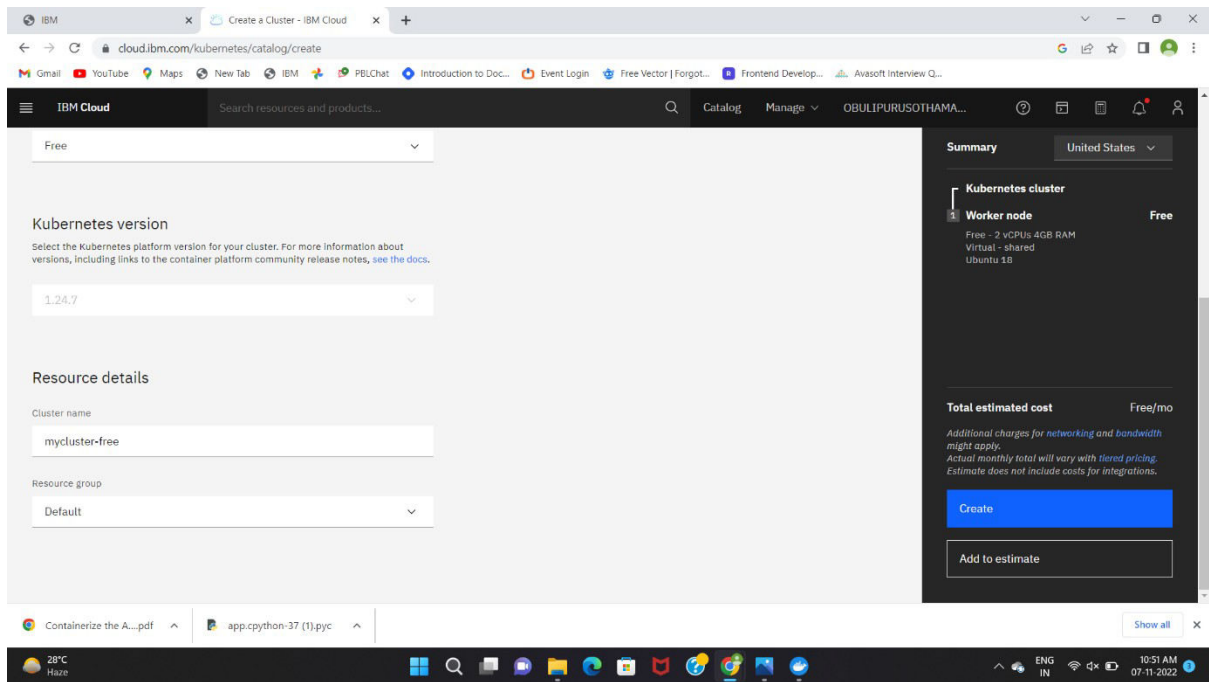 IBM
Create a Cluster - IBM Cloud
cloud.ibm.com/kubernetes/catalog/create
G
Gmail YouTube Maps New Tab IBM PBLChat Introduction to Doc... Event Login Free Vector | Forgot... Frontend Develop... Avasoft Interview Q...
IBM Cloud Search resources and products... Catalog Manage OBULIPURUSOTHAMA...
Free
Kubernetes version
Select the Kubernetes platform version for your cluster. For more information about
versions, including links to the container platform community release notes, see the docs.
1.24.7
Resource details
Cluster name
mycluster-free
Resource group
Default
Summary United States
Kubernetes cluster
1 Worker node Free
Free - 2 vCPUs 4GB RAM
Virtual - shared
Ubuntu 18
Total estimated cost Free/mo
Additional charges for networking and bandwidth
might apply.
Actual monthly total will vary with tiered pricing.
Estimate does not include costs for integrations.
Create
Add to estimate
Containerize the A....pdf app.cpython-37 (1).pyc Show all
28°C
Haze
ENG
IN
10:51 AM
07-11-2022
3